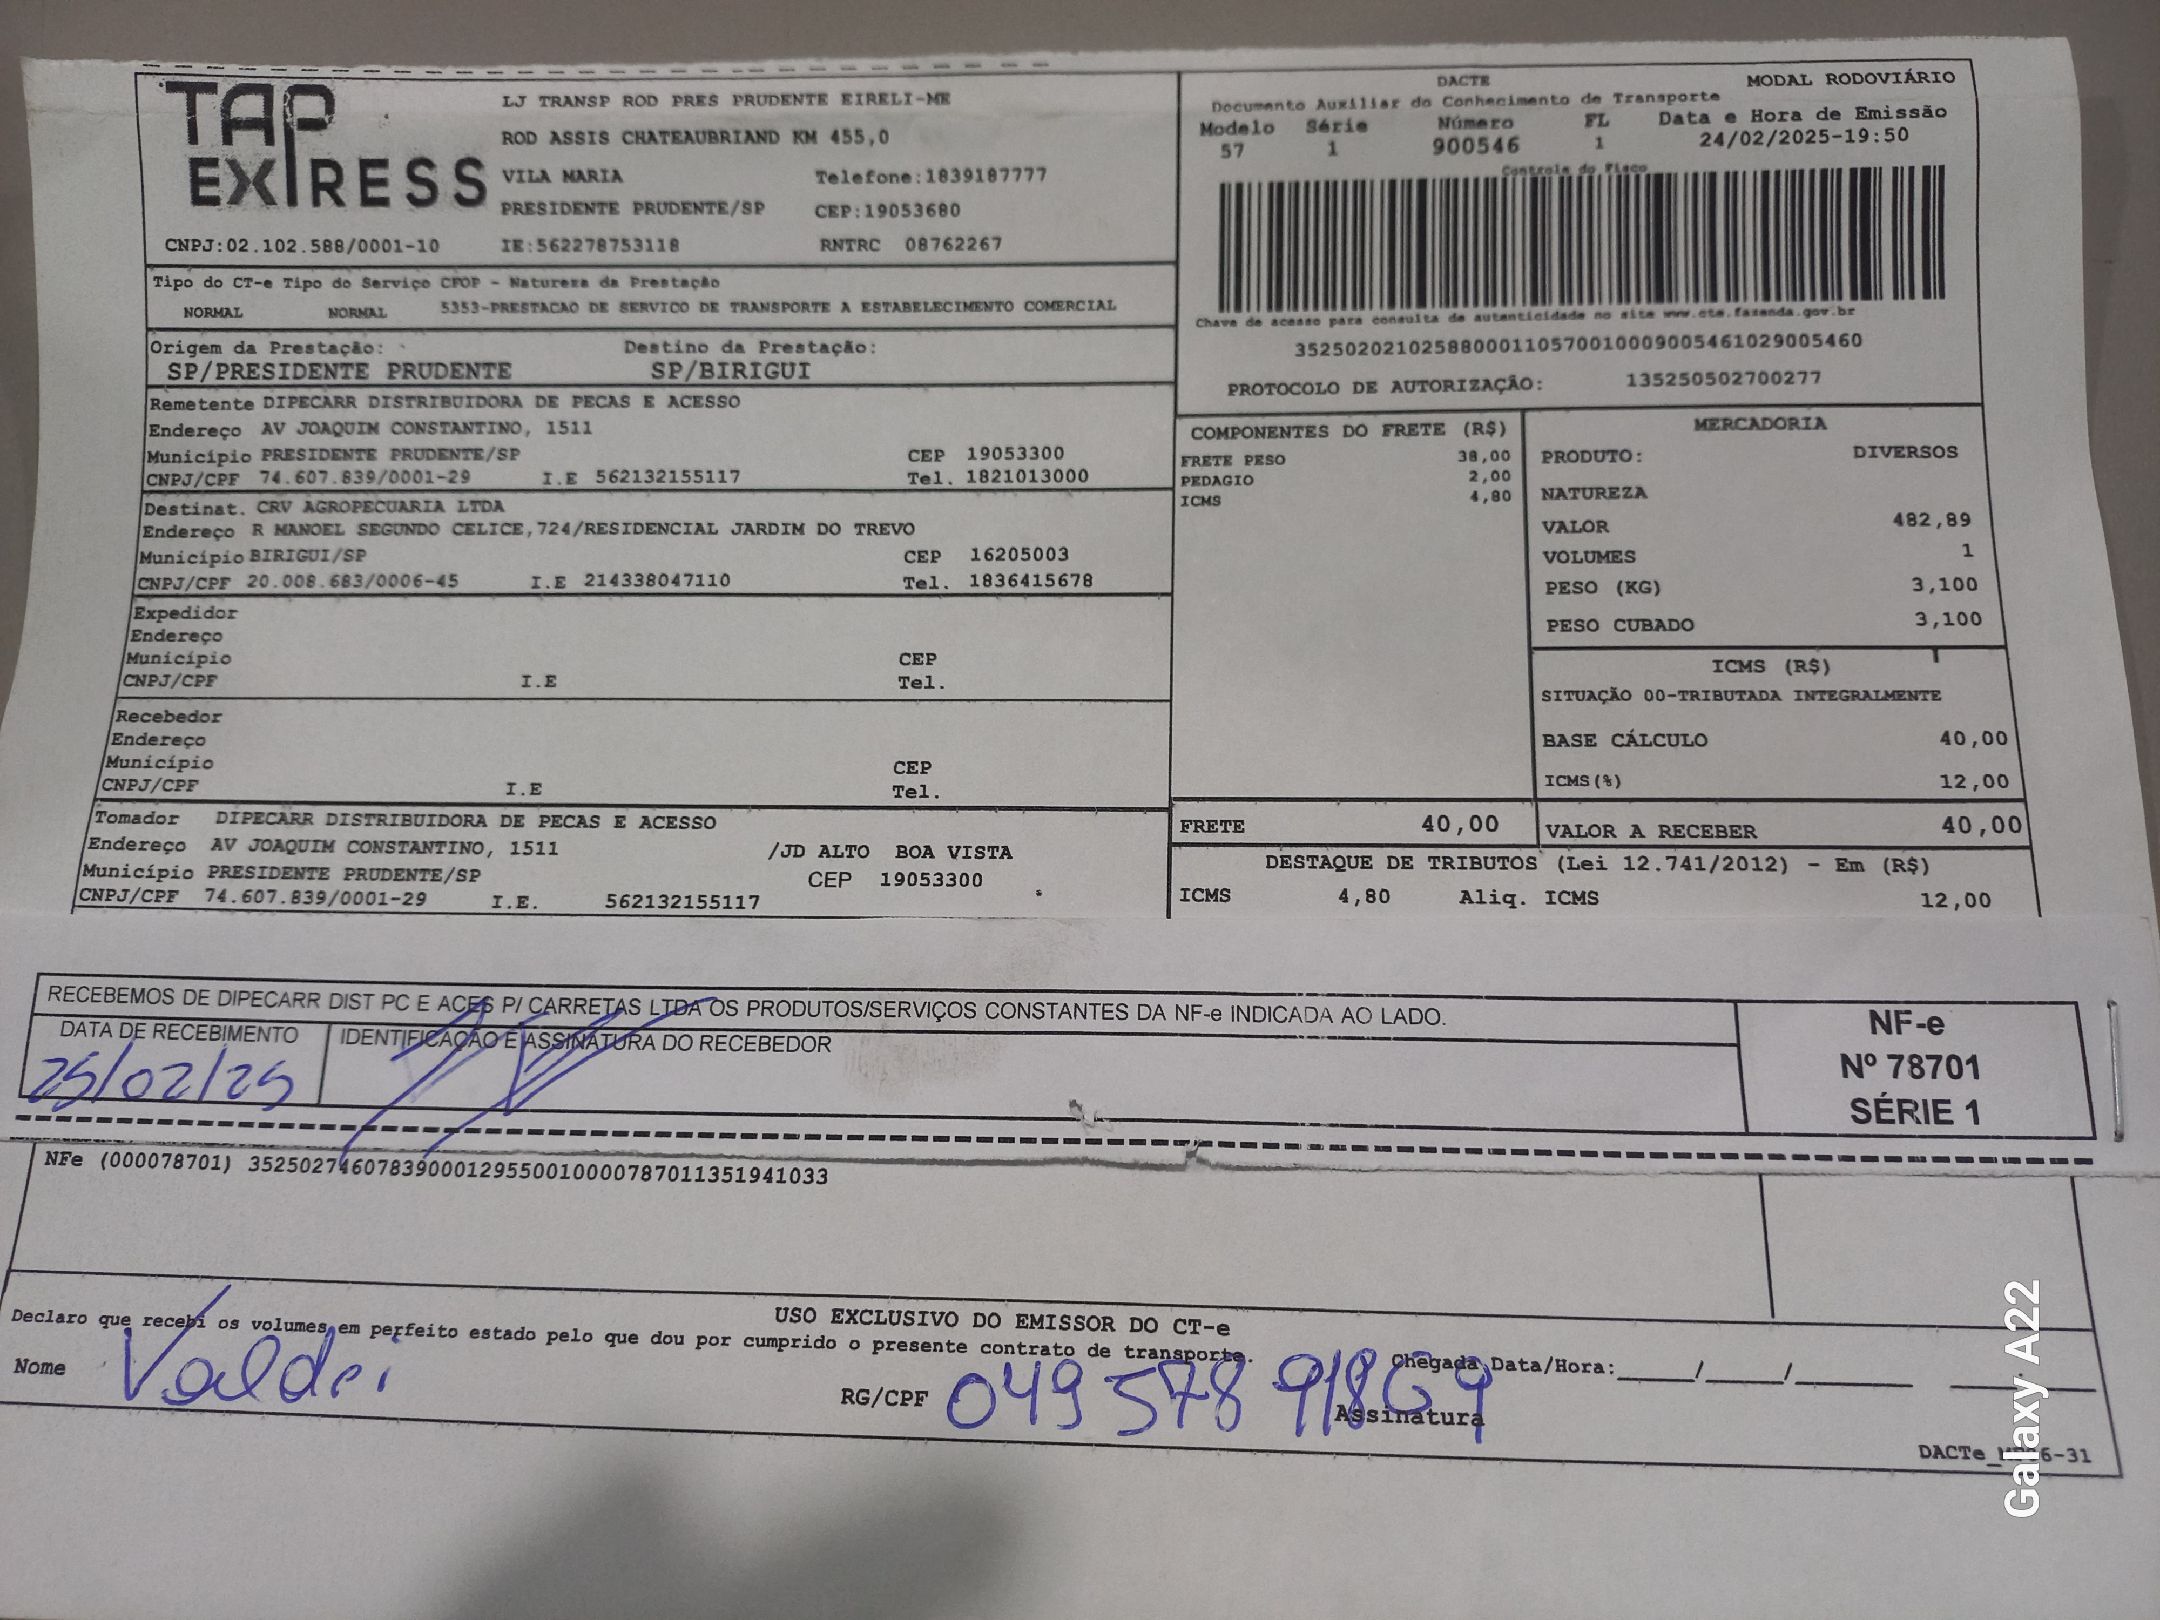 TAP EXPRESS
LJ TRANSP ROD PRES PRUDENTE EIRELI-ME
ROD ASSIS CHATEAUBRIAND KM 455,0
VILA MARIA Telefone:1839187777
PRESIDENTE PRUDENTE/SP CEP:19053680
CNPJ:02.102.588/0001-10 IE:562278753118 RNTRC 08762267
DACTE MODAL RODOVIÁRIO
Documento Auxiliar do Conhecimento de Transporte
Modelo Série Número FL Data e Hora de Emissão
57 1 900546 1 24/02/2025-19:50
Controle do Fisco
Chave de acesso para consulta de autenticidade no site www.cte.fazenda.gov.br
35250202102588000110570010009005461029005460
PROTOCOLO DE AUTORIZAÇÃO: 135250502700277
Tipo do CT-e Tipo do Serviço CFOP - Natureza da Prestação
NORMAL NORMAL 5353-PRESTACAO DE SERVICO DE TRANSPORTE A ESTABELECIMENTO COMERCIAL
Origem da Prestação: Destino da Prestação:
SP/PRESIDENTE PRUDENTE SP/BIRIGUI
Remetente DIPECARR DISTRIBUIDORA DE PECAS E ACESSO
Endereço AV JOAQUIM CONSTANTINO, 1511
Município PRESIDENTE PRUDENTE/SP CEP 19053300
CNPJ/CPF 74.607.839/0001-29 I.E 562132155117 Tel. 1821013000
Destinat. CRV AGROPECUARIA LTDA
Endereço R MANOEL SEGUNDO CELICE,724/RESIDENCIAL JARDIM DO TREVO
Município BIRIGUI/SP CEP 16205003
CNPJ/CPF 20.008.683/0006-45 I.E 214338047110 Tel. 1836415678
Expedidor
Endereço
Município CEP
CNPJ/CPF I.E Tel.
Recebedor
Endereço
Município CEP
CNPJ/CPF I.E Tel.
Tomador DIPECARR DISTRIBUIDORA DE PECAS E ACESSO
Endereço AV JOAQUIM CONSTANTINO, 1511 /JD ALTO BOA VISTA
Município PRESIDENTE PRUDENTE/SP CEP 19053300
CNPJ/CPF 74.607.839/0001-29 I.E. 562132155117
COMPONENTES DO FRETE (R$)
FRETE PESO 38,00
PEDAGIO 2,00
ICMS 4,80
MERCADORIA
PRODUTO: DIVERSOS
NATUREZA
VALOR 482,89
VOLUMES 1
PESO (KG) 3,100
PESO CUBADO 3,100
ICMS (R$)
SITUAÇÃO 00-TRIBUTADA INTEGRALMENTE
BASE CÁLCULO 40,00
ICMS(%) 12,00
FRETE 40,00 VALOR A RECEBER 40,00
DESTAQUE DE TRIBUTOS (Lei 12.741/2012) - Em (R$)
ICMS 4,80 Aliq. ICMS 12,00
RECEBEMOS DE DIPECARR DIST PC E ACES P/ CARRETAS LTDA OS PRODUTOS/SERVIÇOS CONSTANTES DA NF-e INDICADA AO LADO.
DATA DE RECEBIMENTO IDENTIFICAÇÃO E ASSINATURA DO RECEBEDOR
25/02/25
NF-e
Nº 78701
SÉRIE 1
NFe (000078701) 35250274607839000129550010000787011351941033
USO EXCLUSIVO DO EMISSOR DO CT-e
Declaro que recebi os volumes em perfeito estado pelo que dou por cumprido o presente contrato de transporte.
Chegada Data/Hora:_____/_____/_______ ________
Nome Valdei RG/CPF 049 578 918 69 Assinatura
DACTe
Galaxy A22